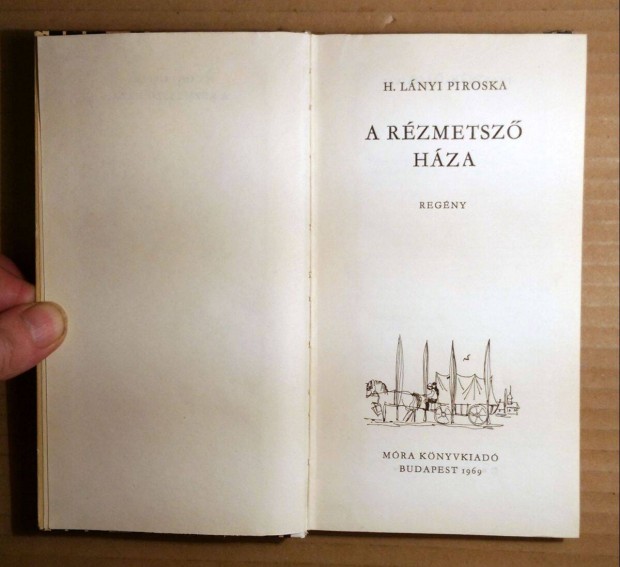 H. LÁNYI PIROSKA
A RÉZMETSZŐ
HÁZA
REGÉNY
MÓRA KÖNYVKIADÓ
BUDAPEST 1969